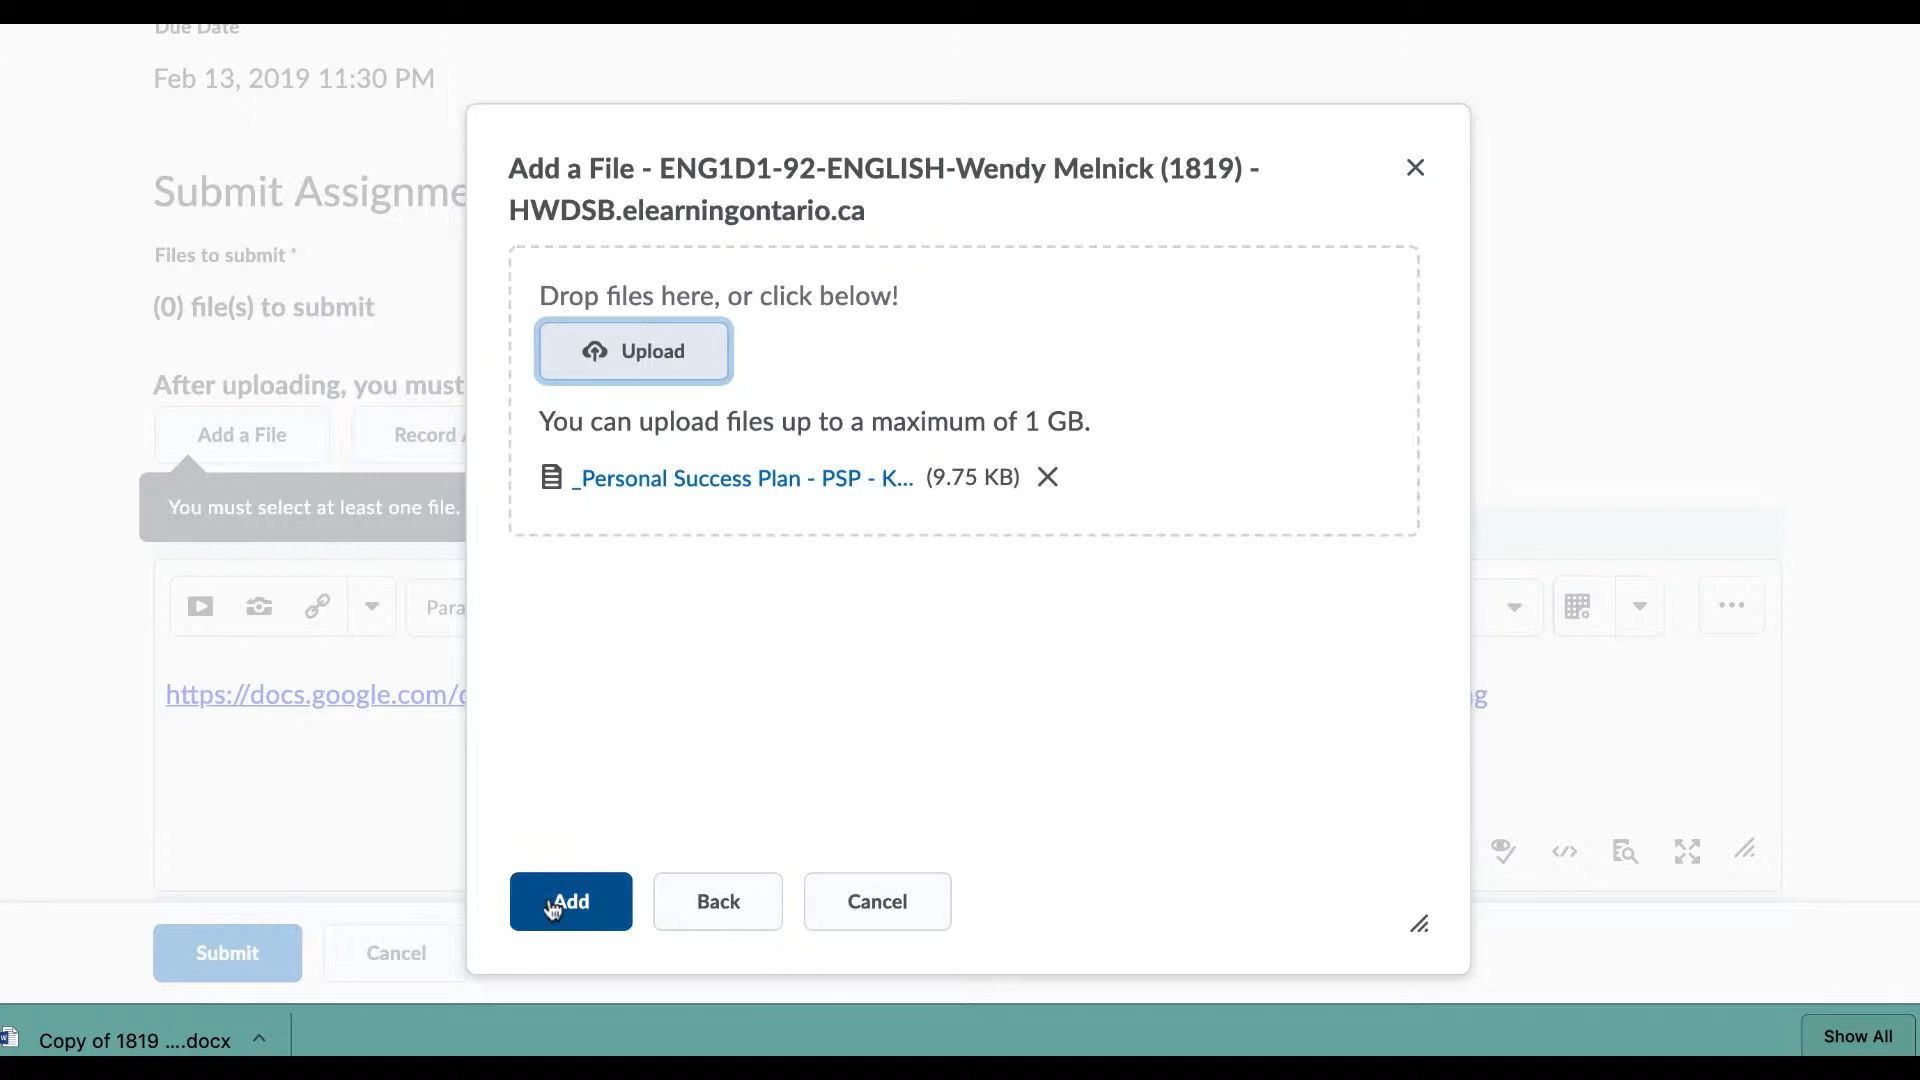 Due Date
Feb 13, 2019 11:30 PM
Submit Assignme
Files to submit *
(0) file(s) to submit
After uploading, you must
Add a File
Record
You must select at least one file.
Para
https://docs.google.com/
g
Submit
Cancel
Add a File - ENG1D1-92-ENGLISH-Wendy Melnick (1819) -
HWDSB.elearningontario.ca
Drop files here, or click below!
Upload
You can upload files up to a maximum of 1 GB.
_Personal Success Plan - PSP - K... (9.75 KB)
Add
Back
Cancel
Copy of 1819 ....docx
Show All